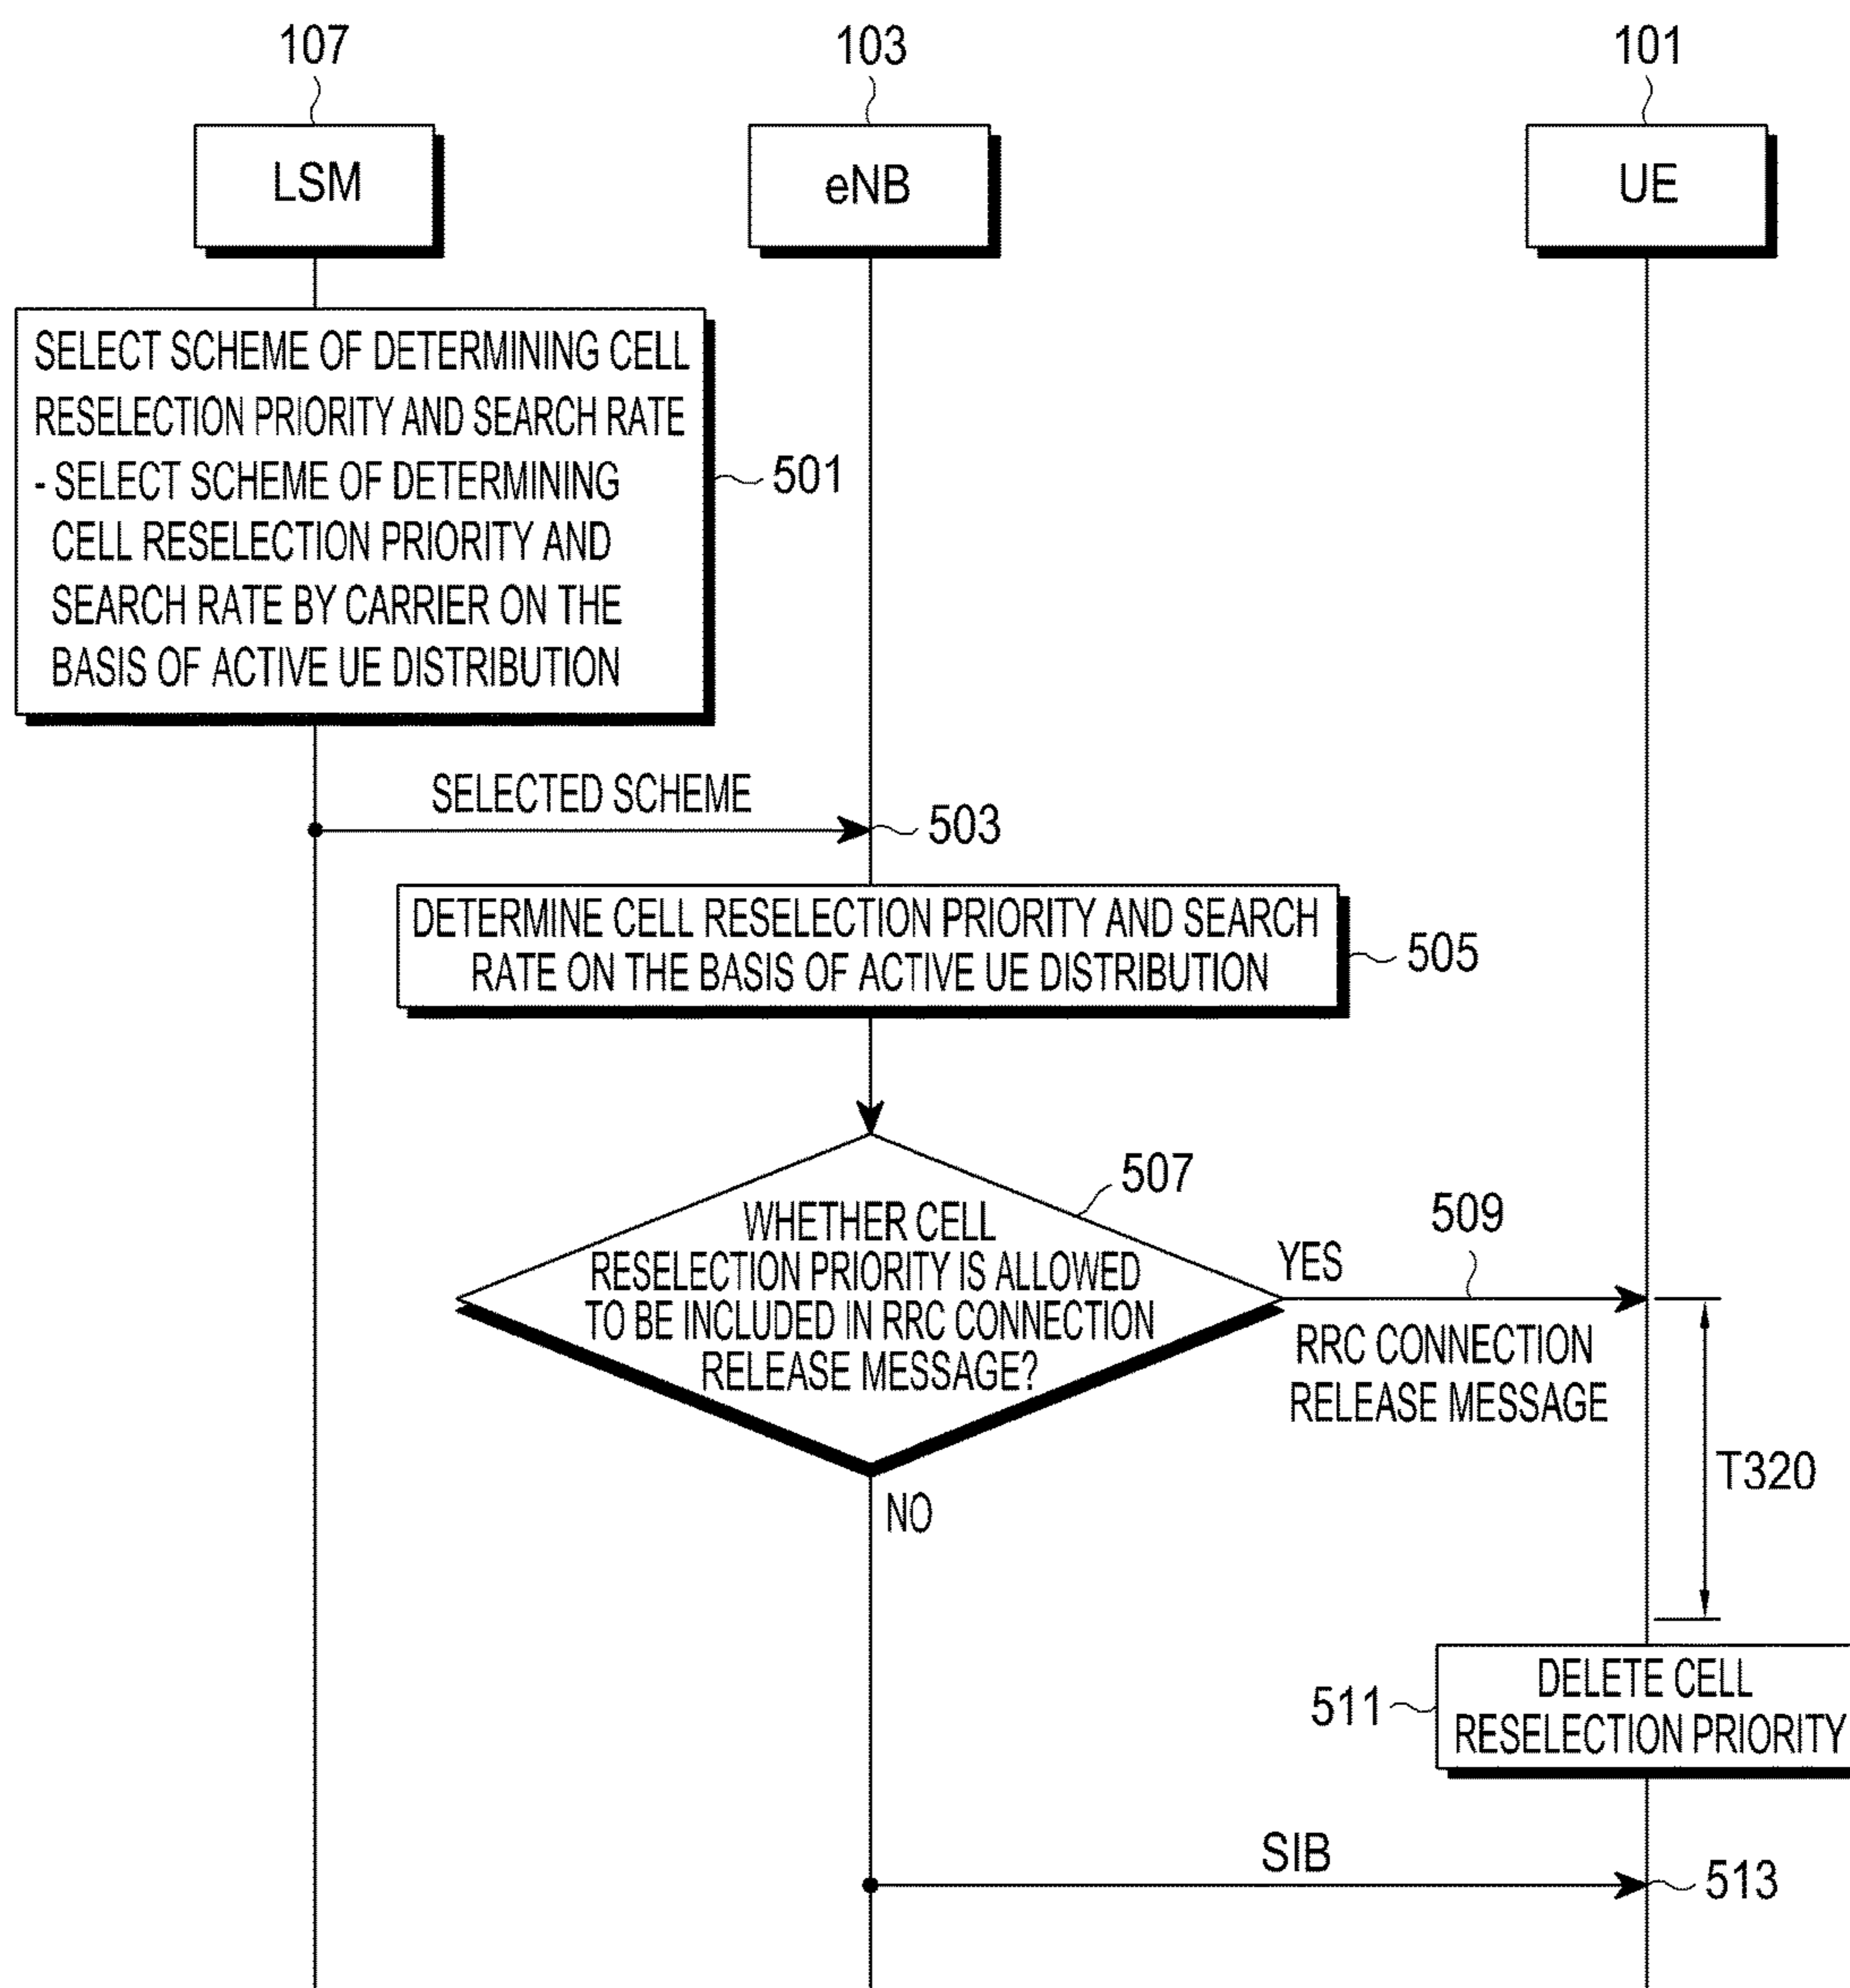 107
103
101
LSM
eNB
UE
SELECT SCHEME OF DETERMINING CELL
RESELECTION PRIORITY AND SEARCH RATE
- SELECT SCHEME OF DETERMINING
CELL RESELECTION PRIORITY AND
SEARCH RATE BY CARRIER ON THE
BASIS OF ACTIVE UE DISTRIBUTION
501
SELECTED SCHEME
503
DETERMINE CELL RESELECTION PRIORITY AND SEARCH
RATE ON THE BASIS OF ACTIVE UE DISTRIBUTION
505
507
WHETHER CELL
RESELECTION PRIORITY IS ALLOWED
TO BE INCLUDED IN RRC CONNECTION
RELEASE MESSAGE?
YES
509
RRC CONNECTION
RELEASE MESSAGE
T320
NO
511
DELETE CELL
RESELECTION PRIORITY
SIB
513